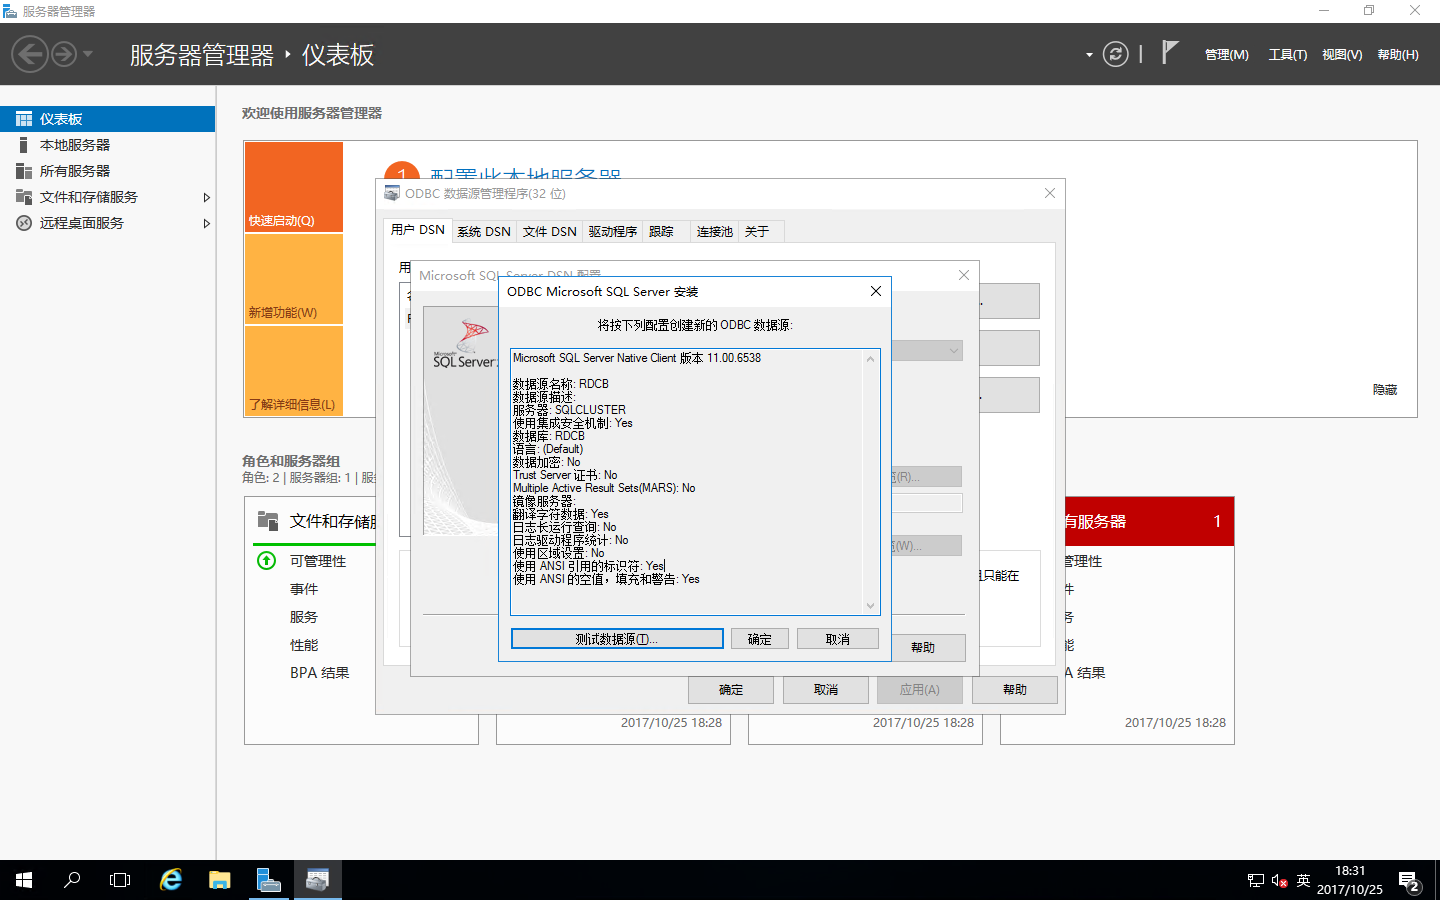 服务器管理器
服务器管理器 ‣ 仪表板
管理(M) 工具(T) 视图(V) 帮助(H)
仪表板
本地服务器
所有服务器
文件和存储服务
远程桌面服务
欢迎使用服务器管理器
快速启动(Q)
新增功能(W)
了解详细信息(L)
1 配置此本地服务器
隐藏
角色和服务器组
角色: 2 | 服务器组: 1 |
文件和存储
可管理性
事件
服务
性能
BPA 结果
2017/10/25 18:28
2017/10/25 18:28
有服务器 1
管理性
件
务
能
A 结果
2017/10/25 18:28
ODBC 数据源管理程序(32 位)
用户 DSN 系统 DSN 文件 DSN 驱动程序 跟踪 连接池 关于
用
只能在
确定 取消 应用(A) 帮助
Microsoft SQL Server DSN 配置
Microsoft
SQL Server
(R)...
(W)...
帮助
ODBC Microsoft SQL Server 安装
将按下列配置创建新的 ODBC 数据源:
Microsoft SQL Server Native Client 版本 11.00.6538
数据源名称: RDCB
数据源描述:
服务器: SQLCLUSTER
使用集成安全机制: Yes
数据库: RDCB
语言: (Default)
数据加密: No
Trust Server 证书: No
Multiple Active Result Sets(MARS): No
镜像服务器:
翻译字符数据: Yes
日志长运行查询: No
日志驱动程序统计: No
使用区域设置: No
使用 ANSI 引用的标识符: Yes
使用 ANSI 的空值，填充和警告: Yes
测试数据源(T)... 确定 取消
英
18:31
2017/10/25
2